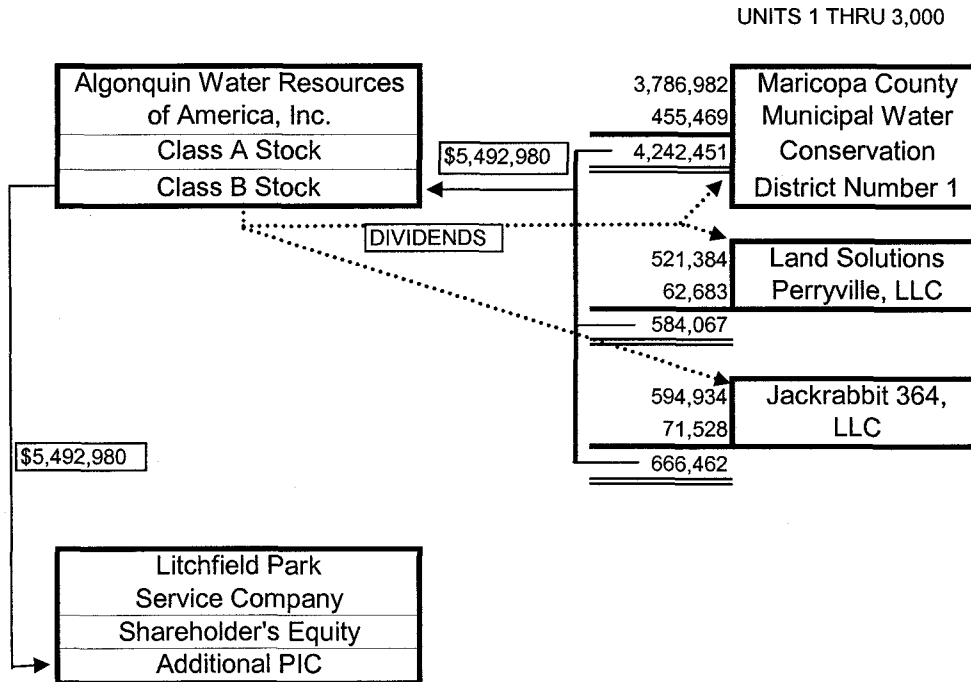 UNITS 1 THRU 3,000
Algonquin Water Resources
of America, Inc.
Class A Stock
Class B Stock
$5,492,980
3,786,982
455,469
4,242,451
Maricopa County
Municipal Water
Conservation
District Number 1
DIVIDENDS
521,384
62,683
584,067
Land Solutions
Perryville, LLC
594,934
71,528
666,462
Jackrabbit 364,
LLC
$5,492,980
Litchfield Park
Service Company
Shareholder's Equity
Additional PIC